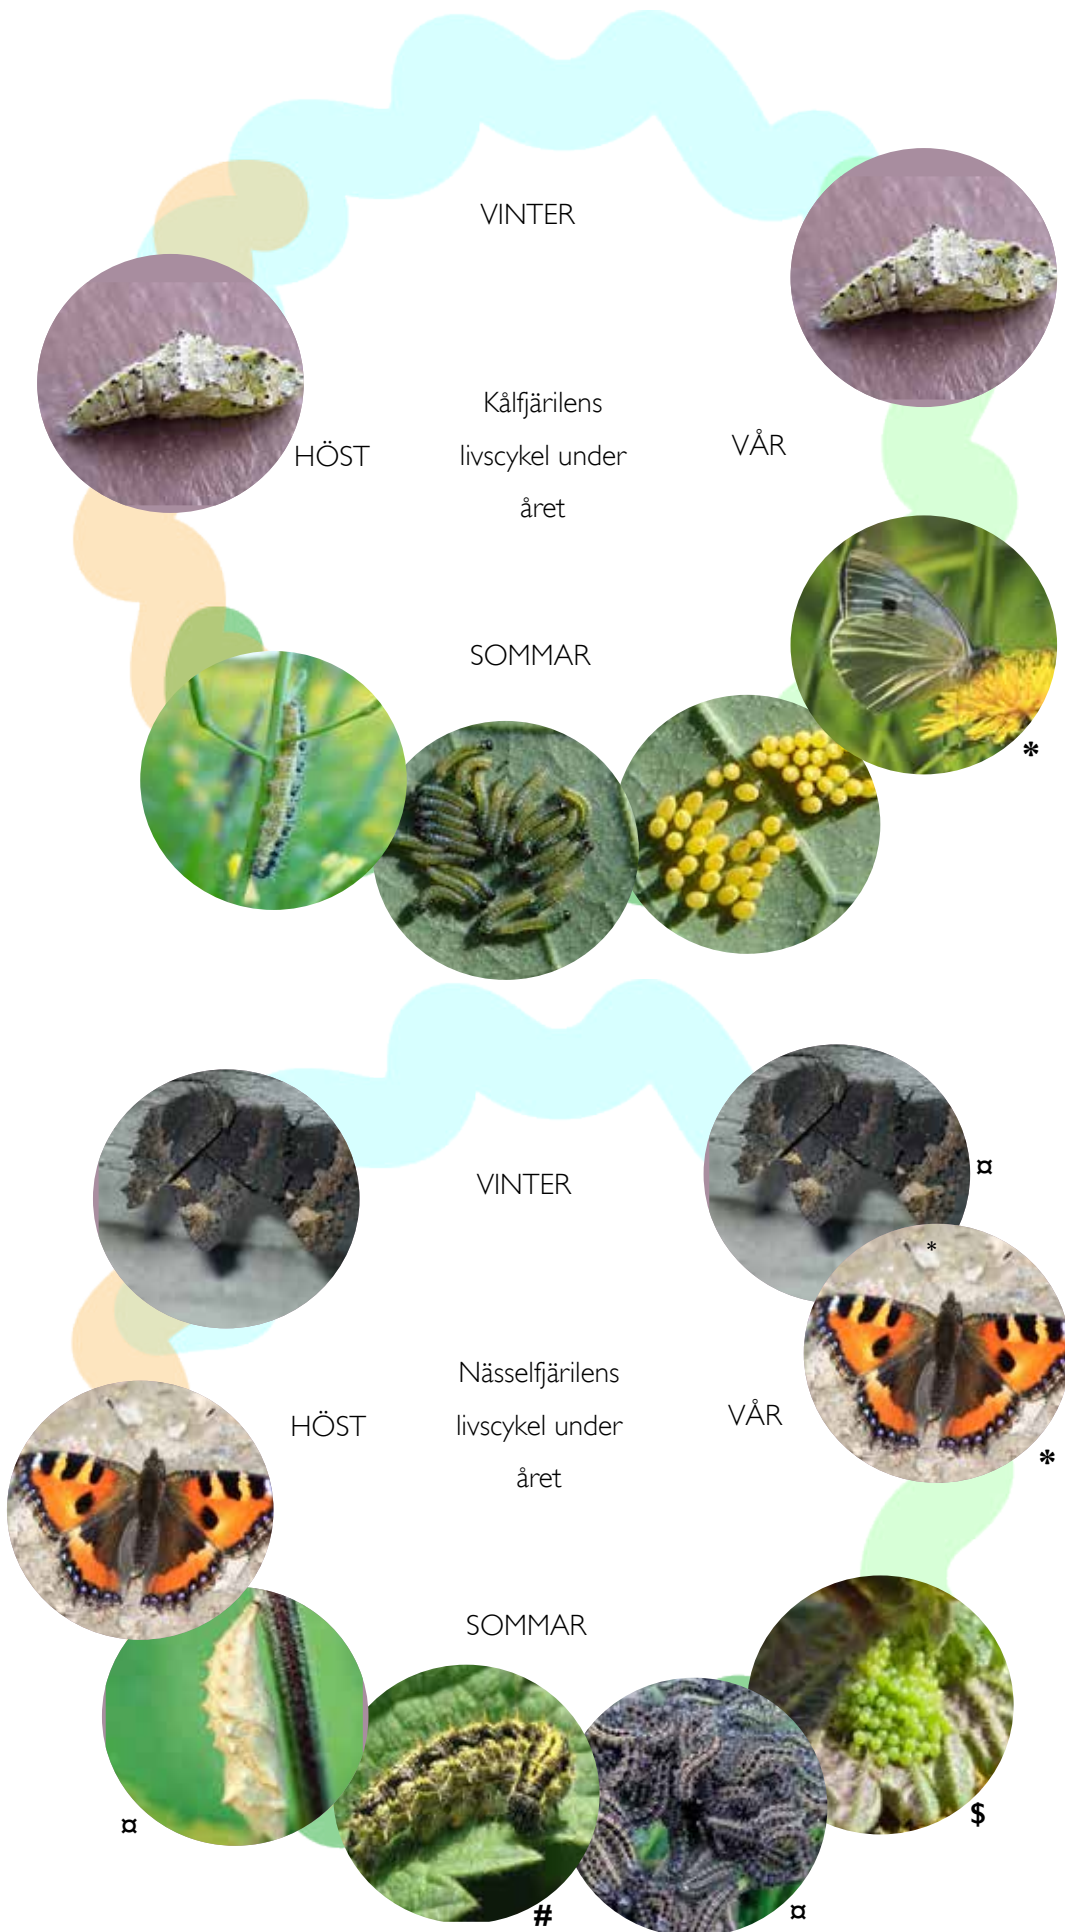 VINTER
Kålfjärilens
livscykel under
året
HÖST
VÅR
SOMMAR
*
VINTER
¤
*
Nässelfjärilens
livscykel under
året
HÖST
VÅR
*
SOMMAR
$
¤
#
¤